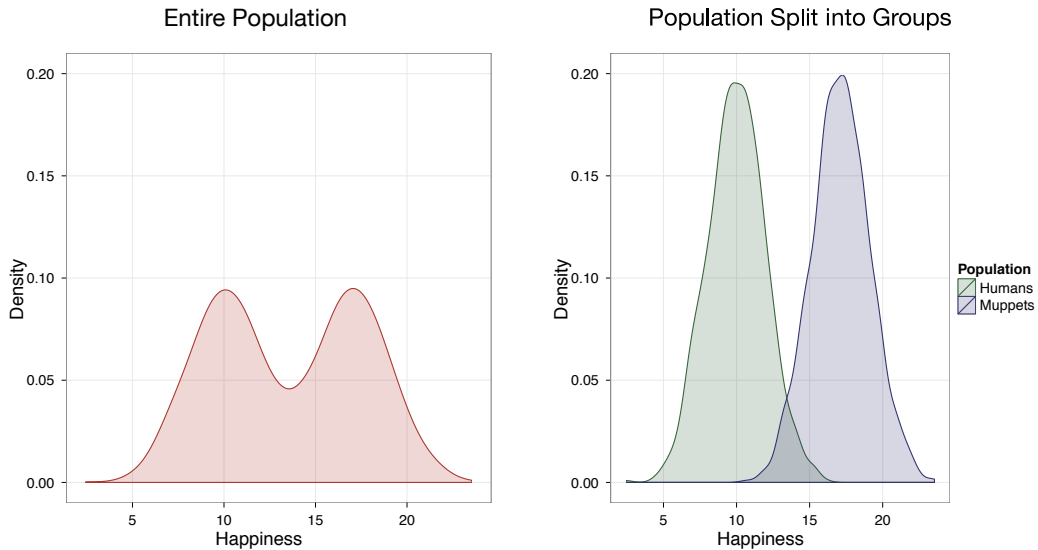 Entire Population
Population Split into Groups
0.20
0.15
0.10
0.05
0.00
Density
5 10 15 20
Happiness
0.20
0.15
0.10
0.05
0.00
Density
5 10 15 20
Happiness
Population
Humans
Muppets